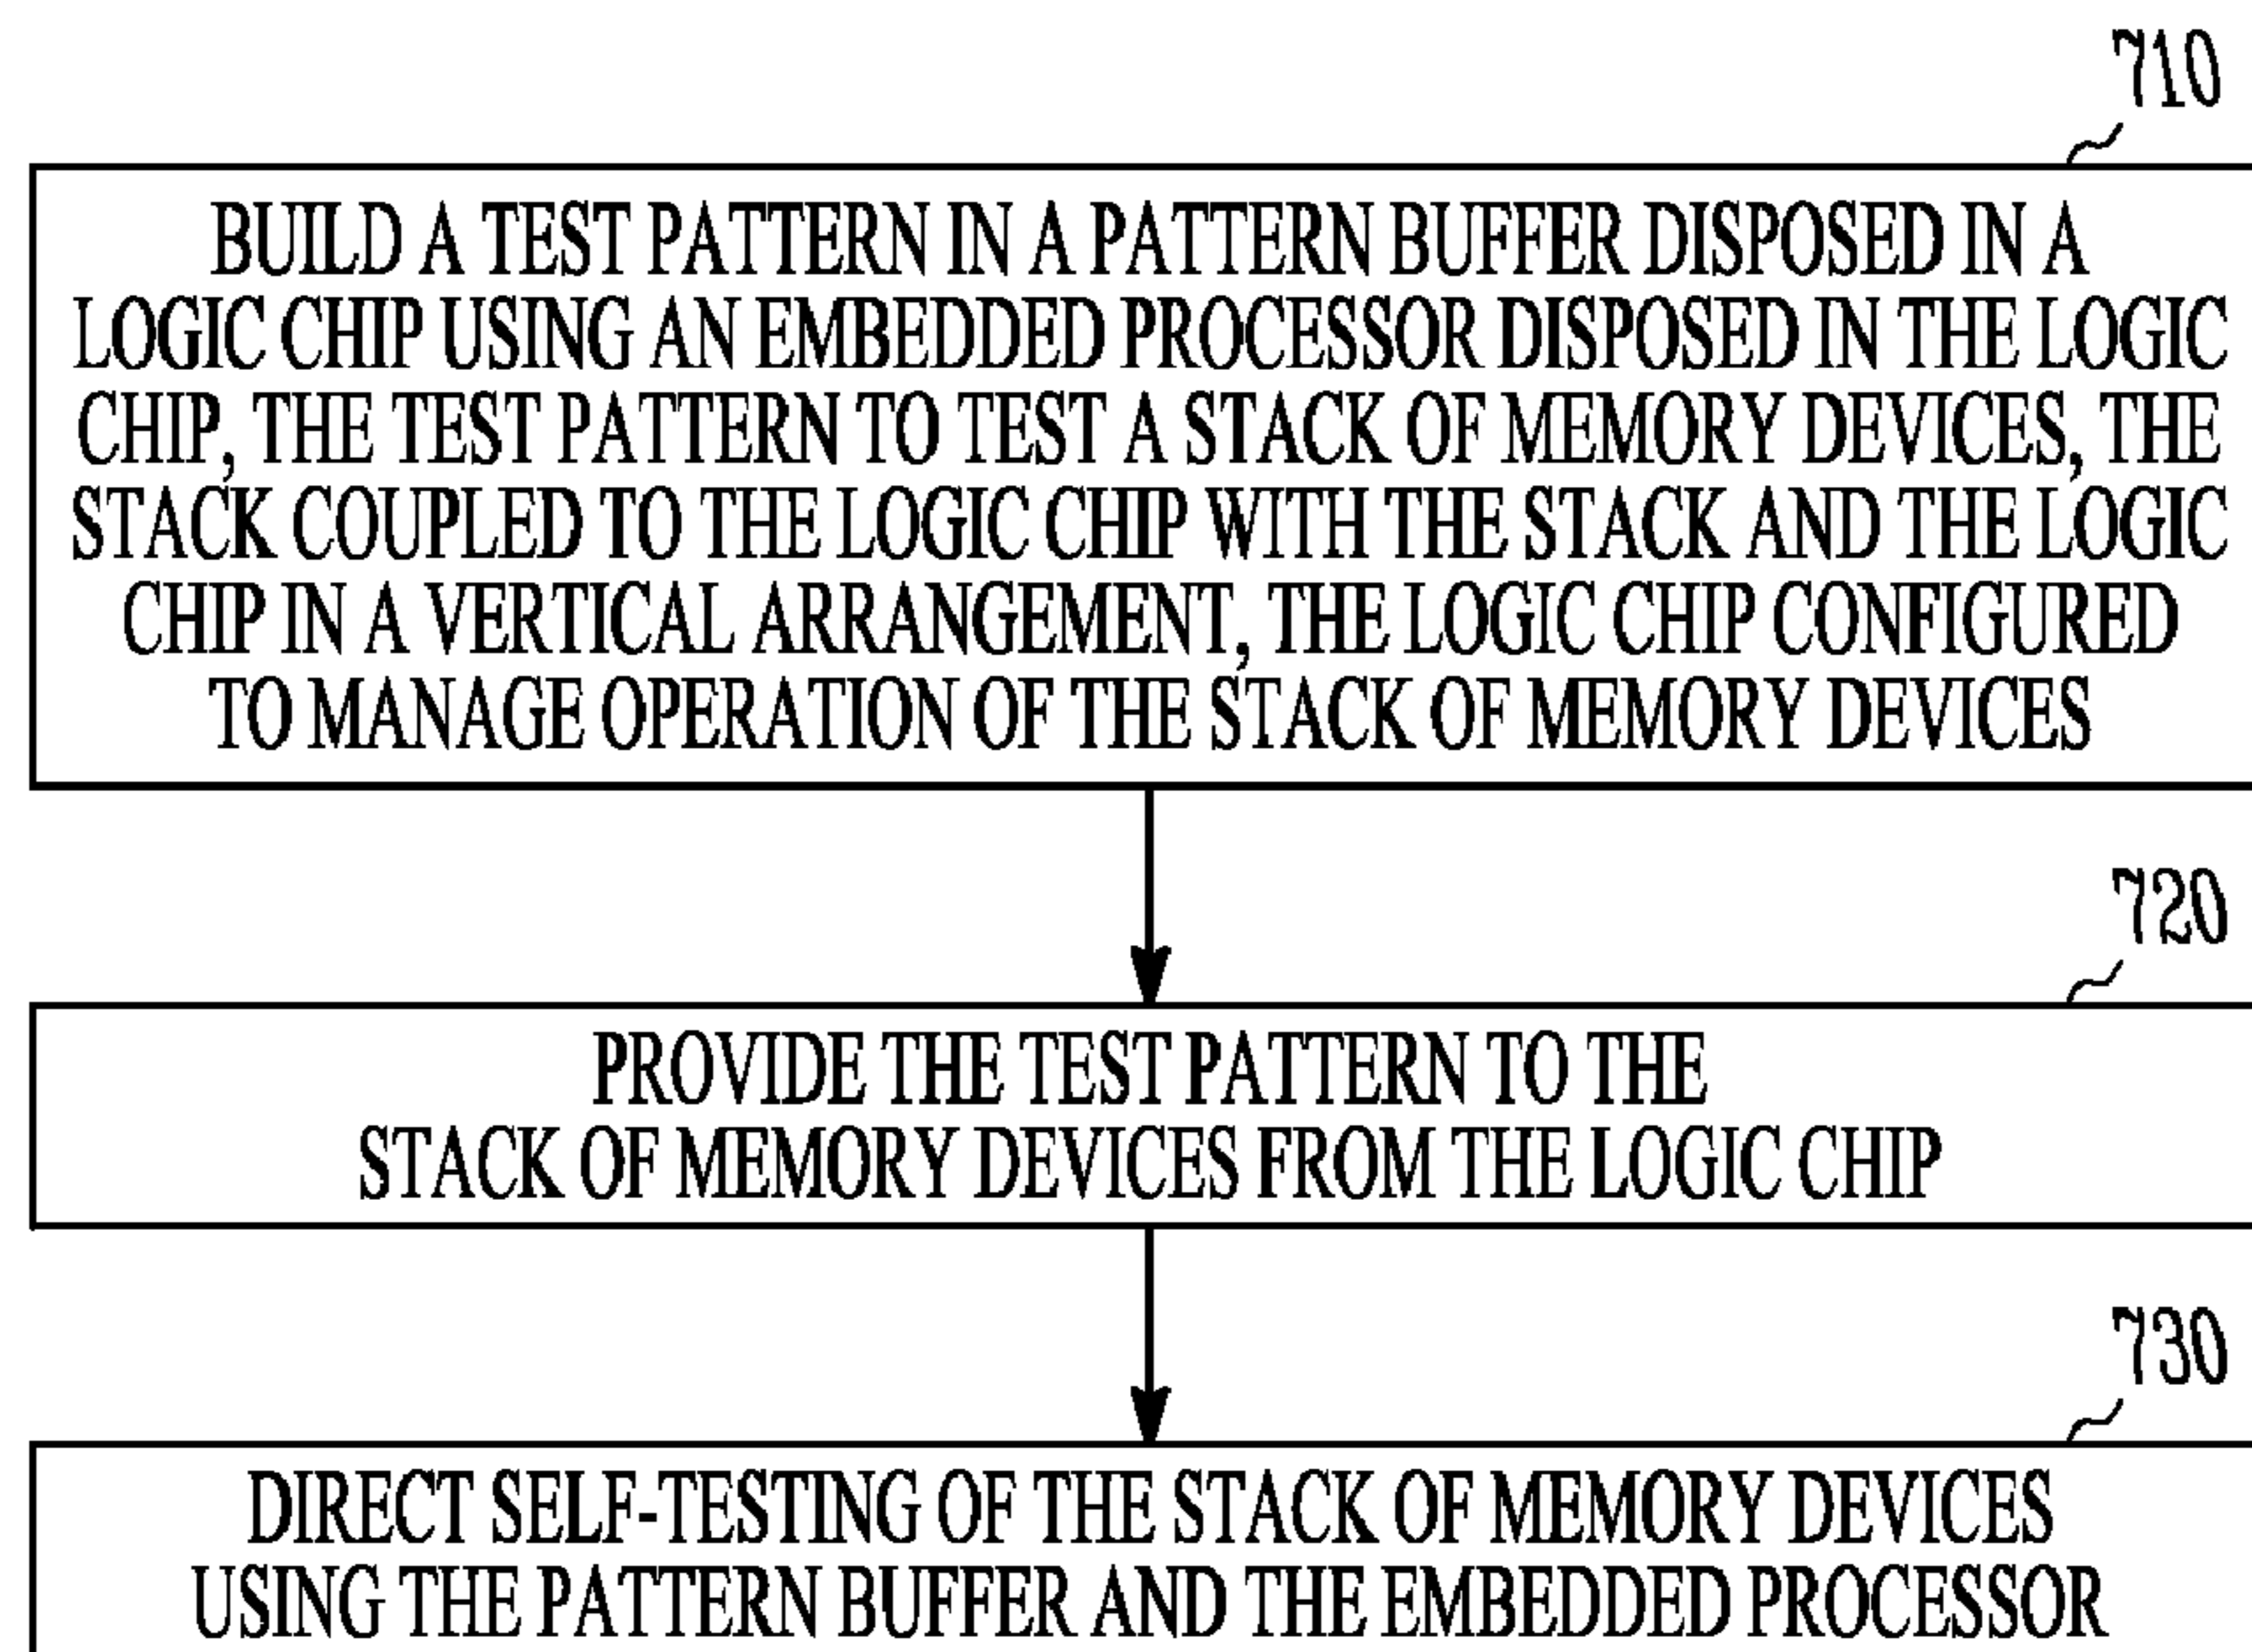 710
BUILD A TEST PATTERN IN A PATTERN BUFFER DISPOSED IN A
LOGIC CHIP USING AN EMBEDDED PROCESSOR DISPOSED IN THE LOGIC
CHIP, THE TEST PATTERN TO TEST A STACK OF MEMORY DEVICES, THE
STACK COUPLED TO THE LOGIC CHIP WITH THE STACK AND THE LOGIC
CHIP IN A VERTICAL ARRANGEMENT, THE LOGIC CHIP CONFIGURED
TO MANAGE OPERATION OF THE STACK OF MEMORY DEVICES
720
PROVIDE THE TEST PATTERN TO THE
STACK OF MEMORY DEVICES FROM THE LOGIC CHIP
730
DIRECT SELF-TESTING OF THE STACK OF MEMORY DEVICES
USING THE PATTERN BUFFER AND THE EMBEDDED PROCESSOR